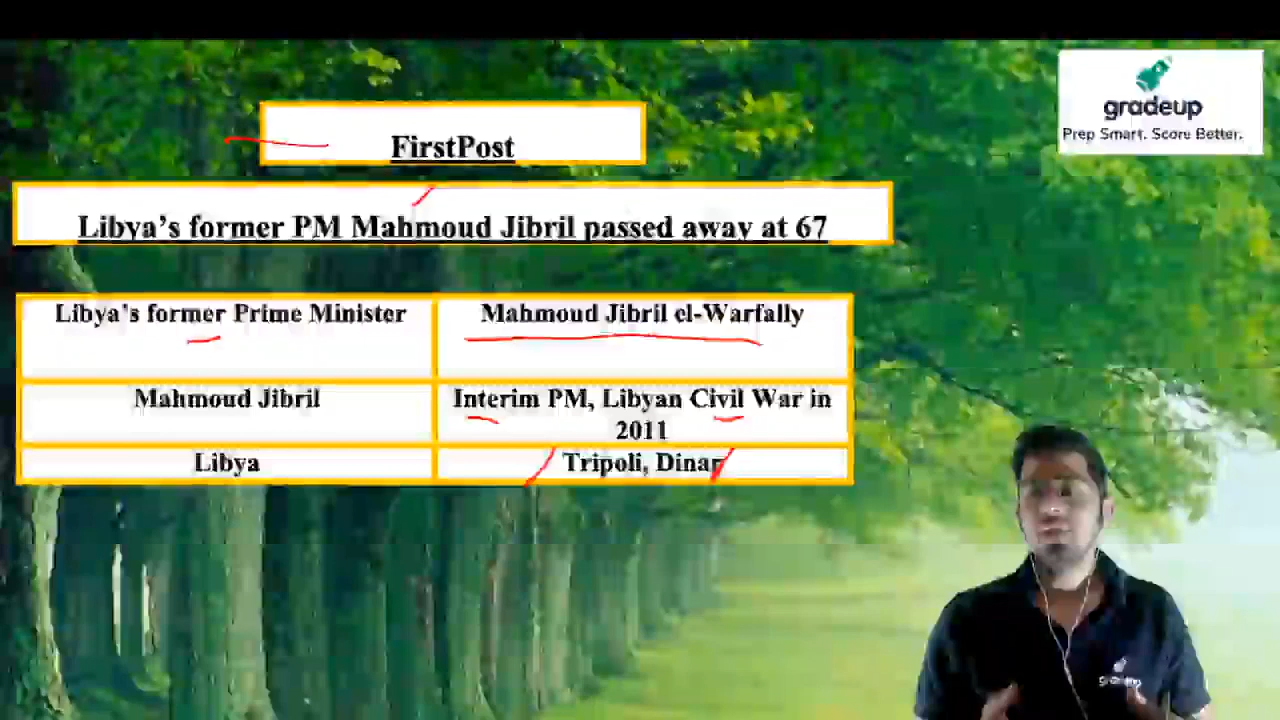 gradeup
Prep Smart. Score Better.
FirstPost
Libya's former PM Mahmoud Jibril passed away at 67
Libya's former Prime Minister
Mahmoud Jibril el-Warfally
Mahmoud Jibril
Interim PM, Libyan Civil War in
2011
Libya
Tripoli, Dinar
gradeup